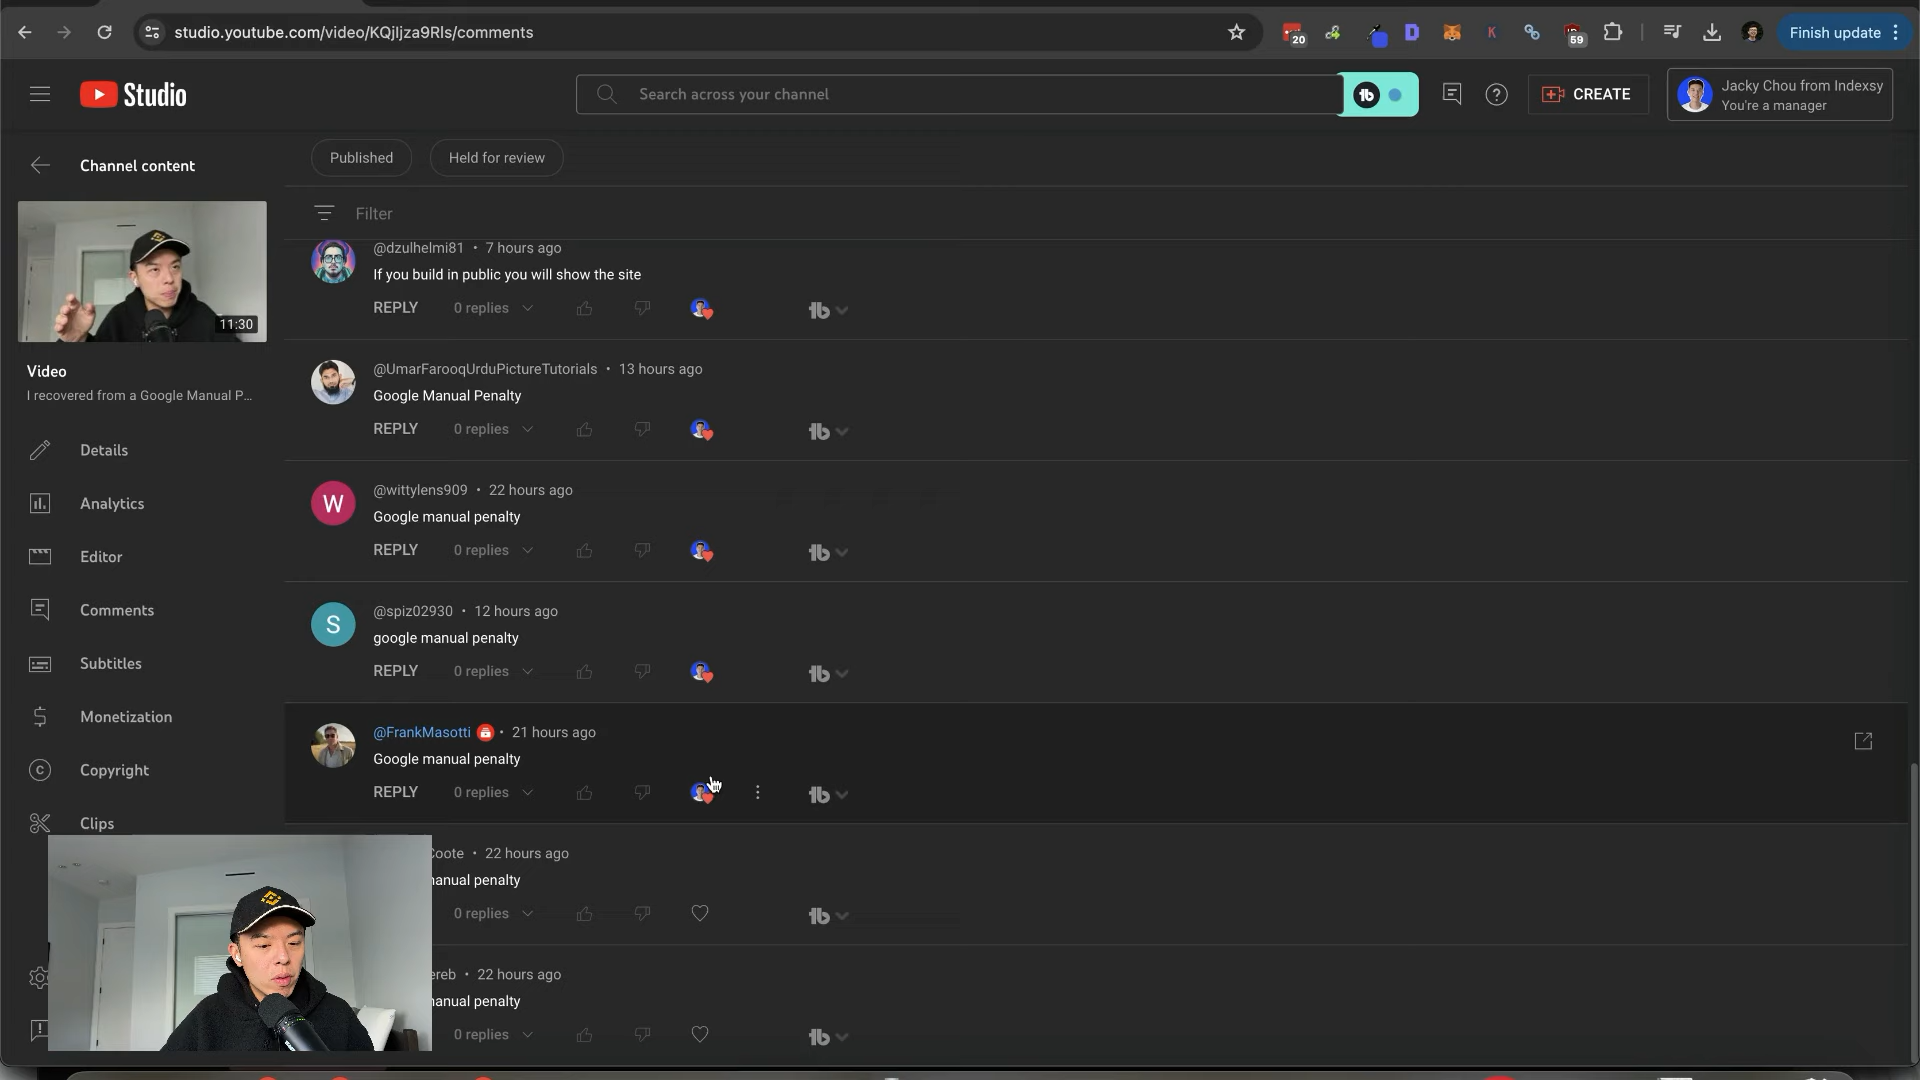 studio.youtube.com/video/KQjIjza9RIs/comments
20
59
Finish update
Studio
Search across your channel
CREATE
Jacky Chou from Indexsy
You're a manager
Channel content
11:30
Video
I recovered from a Google Manual P...
Details
Analytics
Editor
Comments
Subtitles
Monetization
Copyright
Clips
Published
Held for review
Filter
@dzulhelmi81 • 7 hours ago
If you build in public you will show the site
REPLY 0 replies
@UmarFarooqUrduPictureTutorials • 13 hours ago
Google Manual Penalty
REPLY 0 replies
W
@wittylens909 • 22 hours ago
Google manual penalty
REPLY 0 replies
S
@spiz02930 • 12 hours ago
google manual penalty
REPLY 0 replies
@FrankMasotti • 21 hours ago
Google manual penalty
REPLY 0 replies
Coote • 22 hours ago
anual penalty
0 replies
ereb • 22 hours ago
anual penalty
0 replies